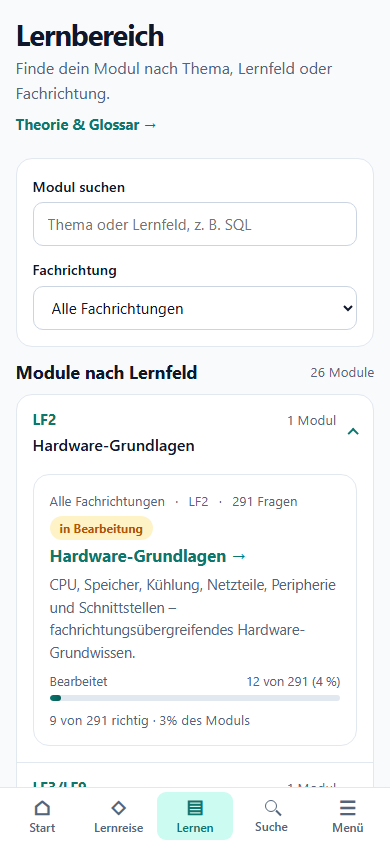 Lernbereich
Finde dein Modul nach Thema, Lernfeld oder
Fachrichtung.
Theorie & Glossar →
Modul suchen
Thema oder Lernfeld, z. B. SQL
Fachrichtung
Alle Fachrichtungen
Module nach Lernfeld 26 Module
LF2 1 Modul
Hardware-Grundlagen
Alle Fachrichtungen · LF2 · 291 Fragen
in Bearbeitung
Hardware-Grundlagen →
CPU, Speicher, Kühlung, Netzteile, Peripherie
und Schnittstellen –
fachrichtungsübergreifendes Hardware-
Grundwissen.
Bearbeitet 12 von 291 (4 %)
9 von 291 richtig · 3% des Moduls
LF3/LF9 1 Modul
Start Lernreise Lernen Suche Menü